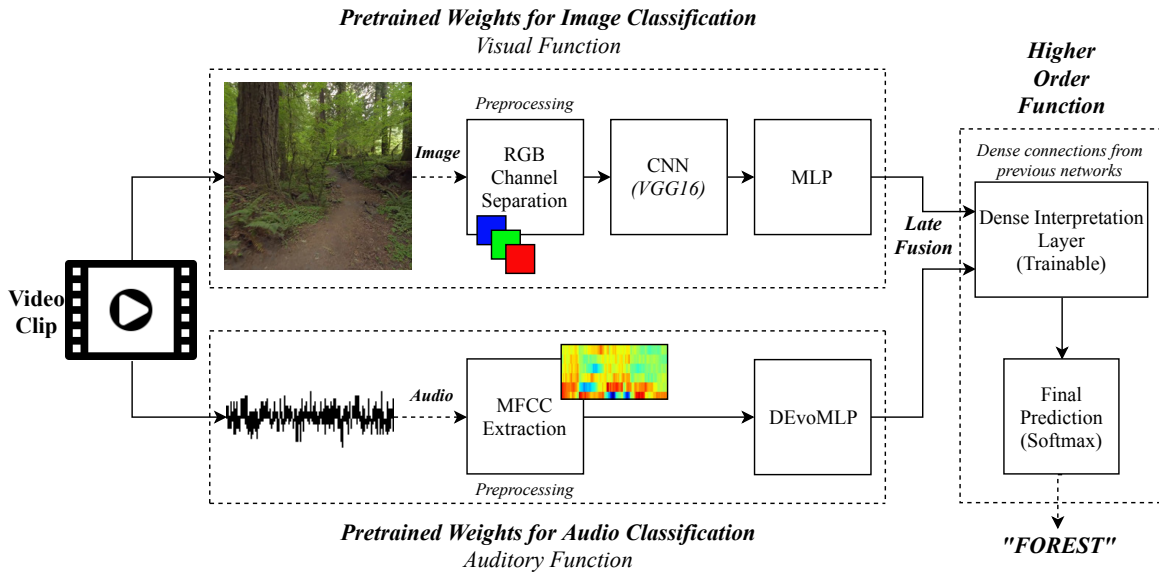 Pretrained Weights for Image Classification
Visual Function
Higher
Order
Function
Preprocessing
Image
RGB
Channel
Separation
CNN
(VGG16)
MLP
Dense connections from
previous networks
Dense Interpretation
Layer
(Trainable)
Late
Fusion
Video
Clip
Audio
MFCC
Extraction
Preprocessing
DEvoMLP
Final
Prediction
(Softmax)
"FOREST"
Pretrained Weights for Audio Classification
Auditory Function